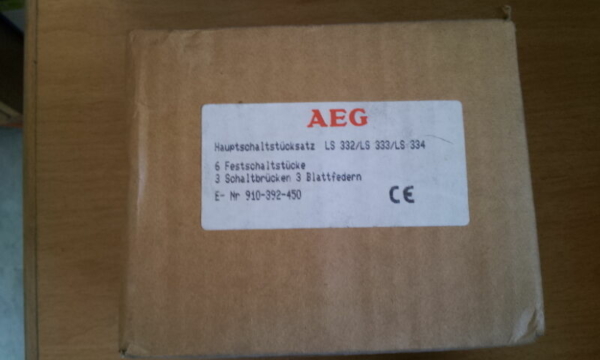 AEG
Hauptschaltstücksatz LS 332/LS 333/LS 334
6 Festschaltstücke
3 Schaltbrücken 3 Blattfedern
E- Nr 910-392-450
CE